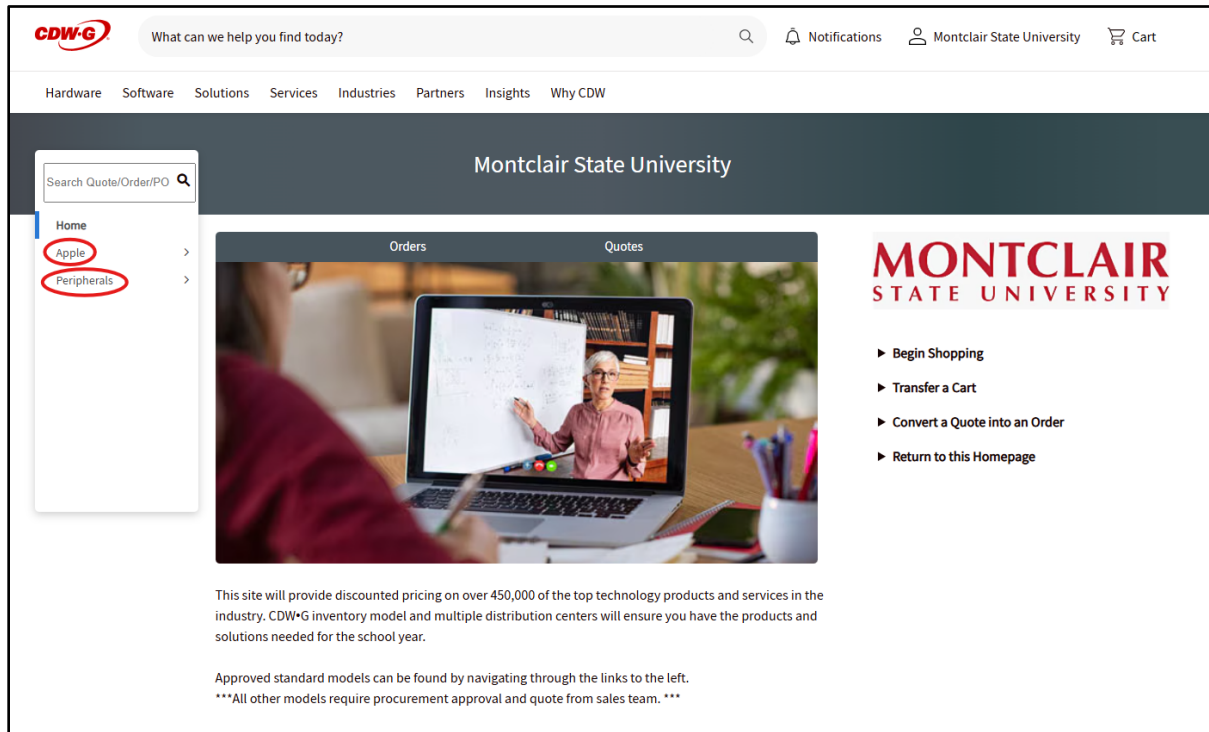 CDW·G
What can we help you find today?
Notifications
Montclair State University
Cart
Hardware Software Solutions Services Industries Partners Insights Why CDW
Montclair State University
Search Quote/Order/PO
Home
Apple
Peripherals
Orders Quotes
MONTCLAIR
STATE UNIVERSITY
Begin Shopping
Transfer a Cart
Convert a Quote into an Order
Return to this Homepage
This site will provide discounted pricing on over 450,000 of the top technology products and services in the
industry. CDW•G inventory model and multiple distribution centers will ensure you have the products and
solutions needed for the school year.
Approved standard models can be found by navigating through the links to the left.
***All other models require procurement approval and quote from sales team. ***